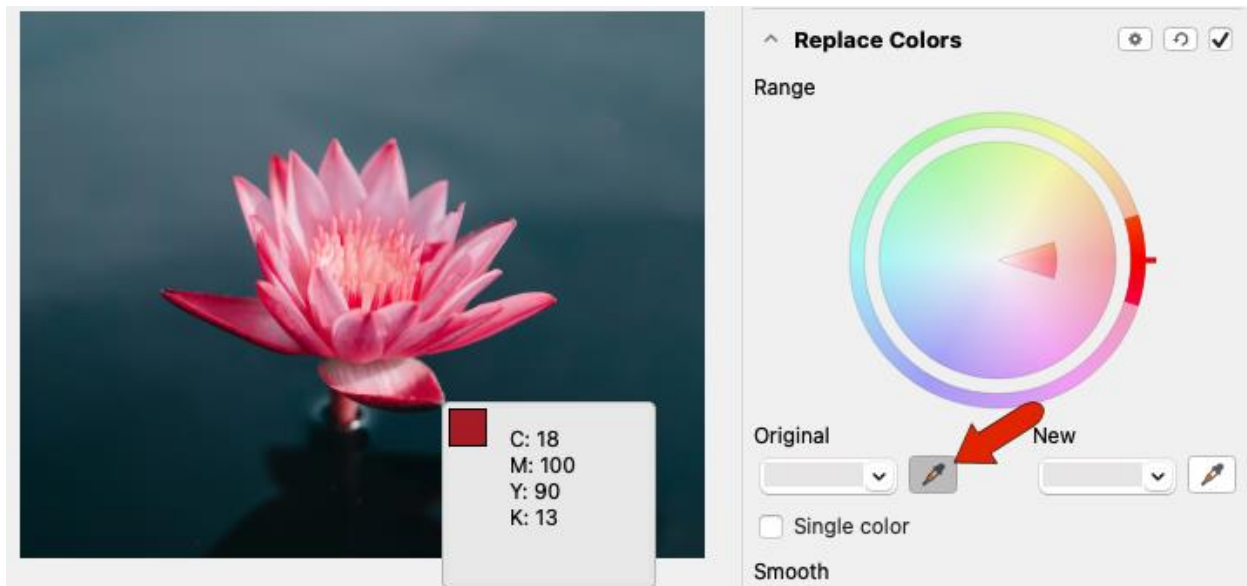 Replace Colors
Range
C: 18
M: 100
Y: 90
K: 13
Original
New
Single color
Smooth